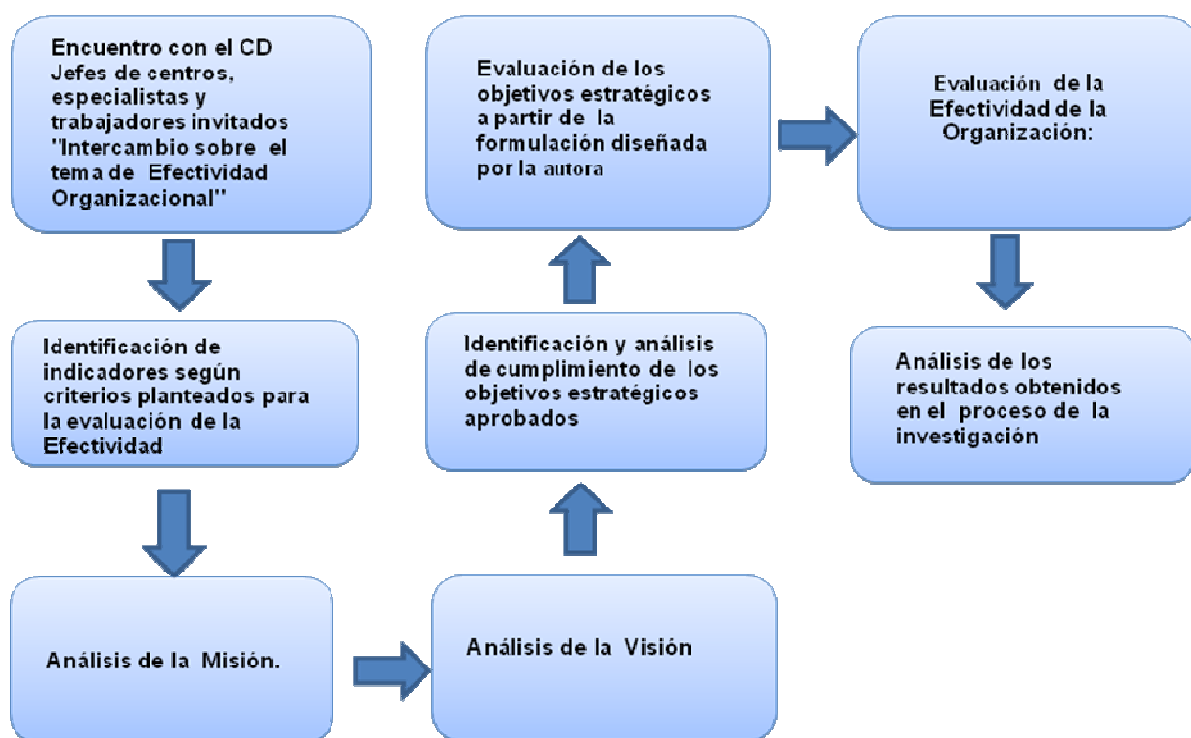 Encuentro con el CD
Jefes de centros,
especialistas y
trabajadores invitados
"Intercambio sobre el
tema de Efectividad
Organizacional"
Identificación de
indicadores según
criterios planteados para
la evaluación de la
Efectividad
Análisis de la Misión.
Análisis de la Visión
Identificación y análisis
de cumplimiento de los
objetivos estratégicos
aprobados
Evaluación de los
objetivos estratégicos
a partir de la
formulación diseñada
por la autora
Evaluación de la
Efectividad de la
Organización:
Análisis de los
resultados obtenidos
en el proceso de la
investigación